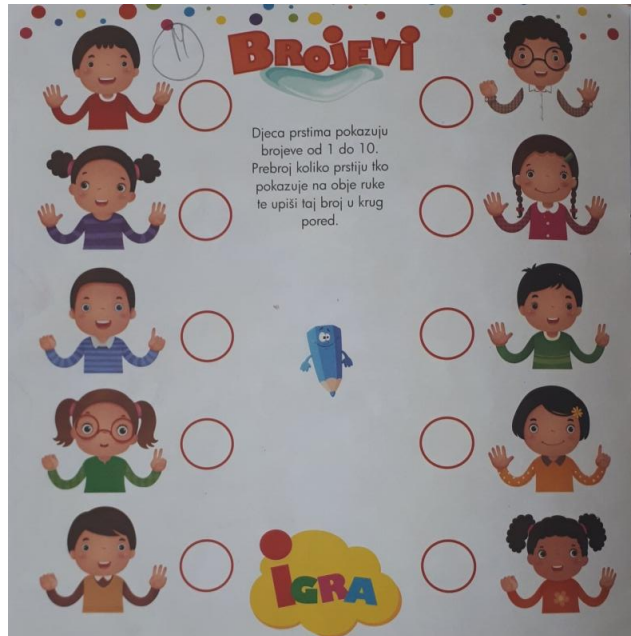 BROJEVI
Djeca prstima pokazuju
brojeve od 1 do 10.
Prebroj koliko prstiju tko
pokazuje na obje ruke
te upiši taj broj u krug
pored.
IGRA